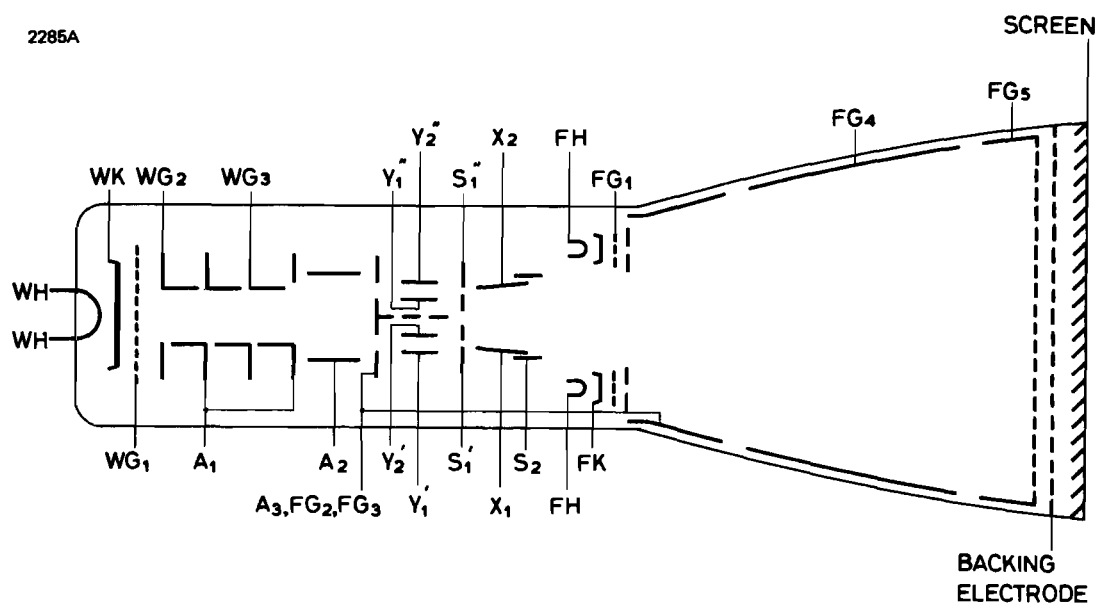 2285A
SCREEN
FG5
FG4
Y2″ X2 FH
Y1″ S1″ FG1
WK WG2 WG3
WH
WH
WG1 A1 A2 Y2′ S1′ S2 FK
A3,FG2,FG3 Y1′ X1 FH
BACKING
ELECTRODE